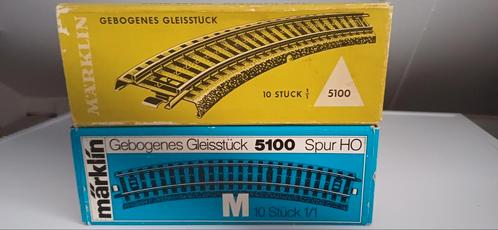 MÄRKLIN
GEBOGENES GLEISSTÜCK
10 STÜCK 1/1
5100
märklin
Gebogenes Gleisstück 5100 Spur HO
M
10 Stück 1/1